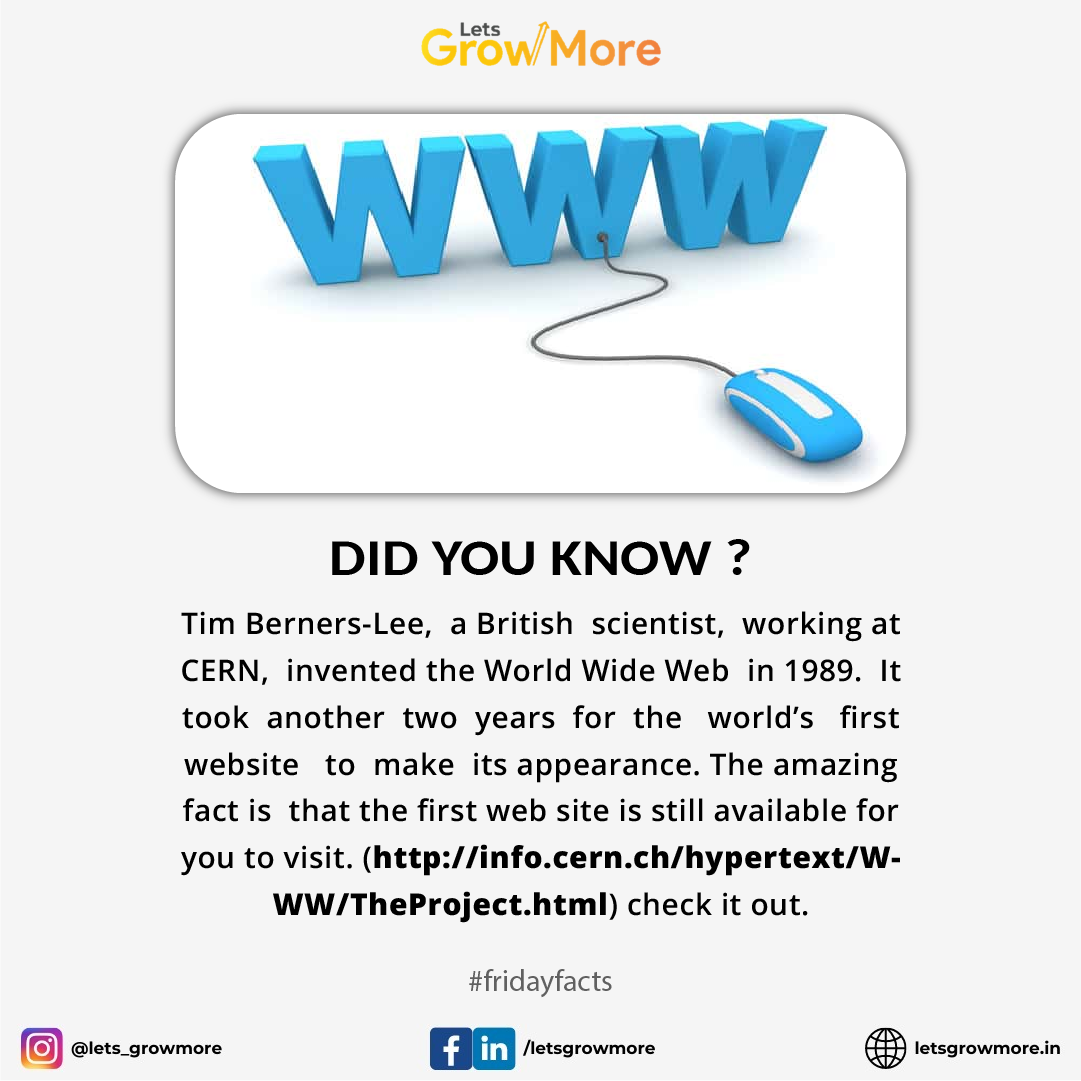 Lets
GrowMore
WWW
DID YOU KNOW ?
Tim Berners-Lee, a British scientist, working at
CERN, invented the World Wide Web in 1989. It
took another two years for the world’s first
website to make its appearance. The amazing
fact is that the first web site is still available for
you to visit. (http://info.cern.ch/hypertext/W-
WW/TheProject.html) check it out.
#fridayfacts
@lets_growmore
f in /letsgrowmore
letsgrowmore.in